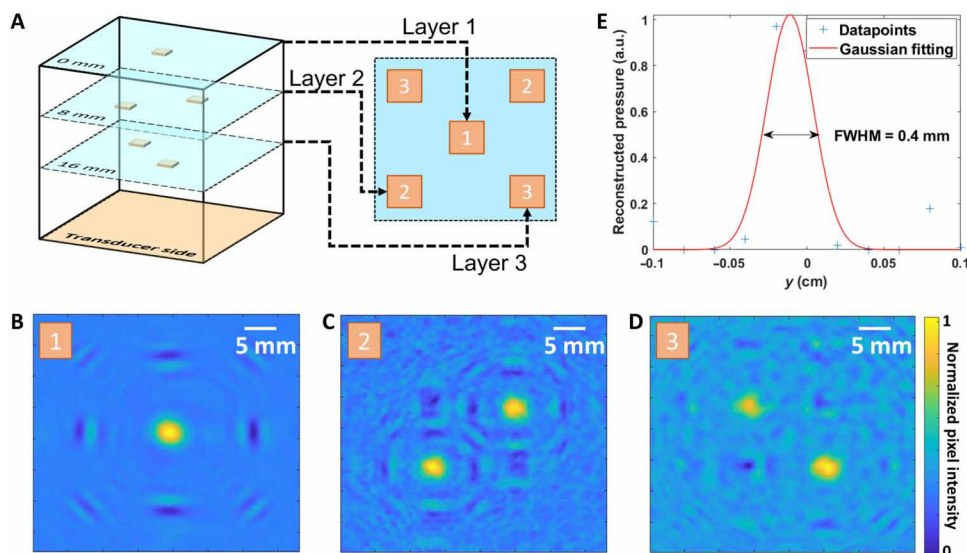 A
0 mm
8 mm
16 mm
Transducer side
Layer 1
Layer 2
Layer 3
3
2
1
2
3
E
Datapoints
Gaussian fitting
FWHM = 0.4 mm
Reconstructed pressure (a.u.)
1
0.8
0.6
0.4
0.2
0
-0.1
-0.05
0
0.05
0.1
y (cm)
B
1
5 mm
C
2
5 mm
D
3
5 mm
1
0
Normalized pixel intensity